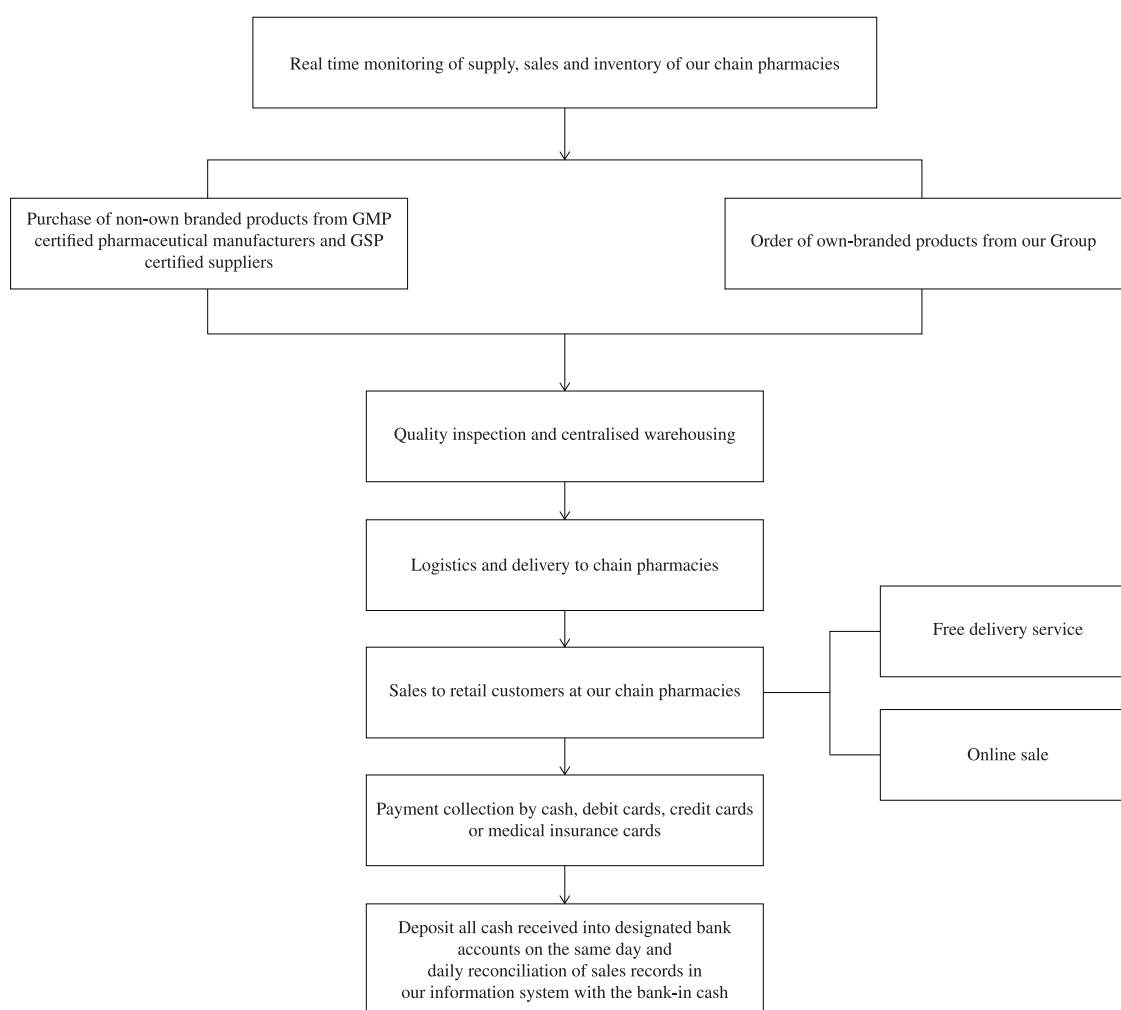 Real time monitoring of supply, sales and inventory of our chain pharmacies
Purchase of non-own branded products from GMP
certified pharmaceutical manufacturers and GSP
certified suppliers
Order of own-branded products from our Group
Quality inspection and centralised warehousing
Logistics and delivery to chain pharmacies
Free delivery service
Sales to retail customers at our chain pharmacies
Online sale
Payment collection by cash, debit cards, credit cards
or medical insurance cards
Deposit all cash received into designated bank
accounts on the same day and
daily reconciliation of sales records in
our information system with the bank-in cash